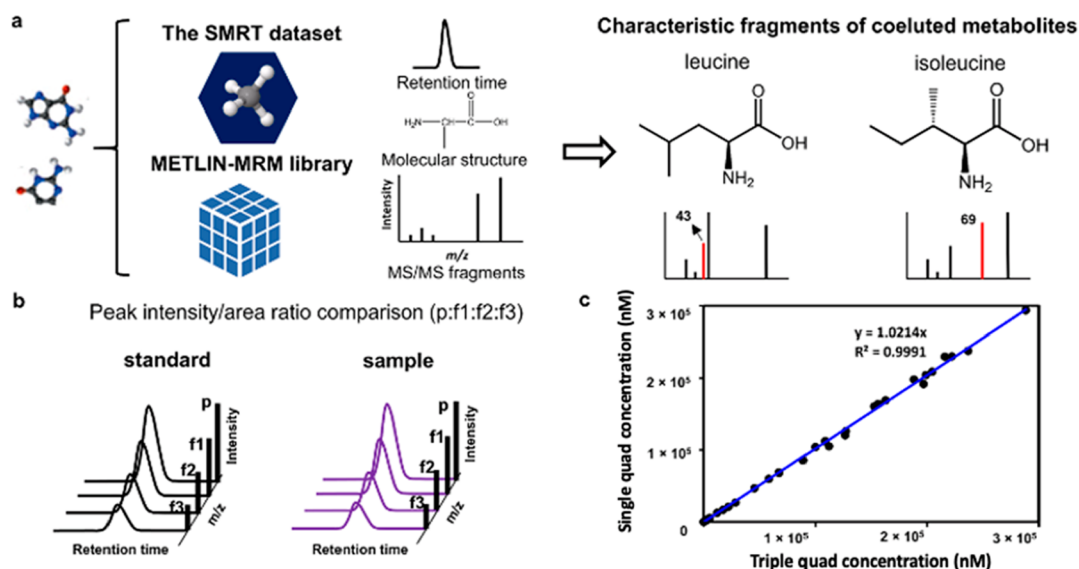 a
The SMRT dataset
METLIN-MRM library
Retention time
H₂N
CH
C
O
OH
Molecular structure
Intensity
m/z
MS/MS fragments
Characteristic fragments of coeluted metabolites
leucine
isoleucine
O
OH
NH₂
O
OH
NH₂
43
69
b
Peak intensity/area ratio comparison (p:f1:f2:f3)
standard
sample
p
f1
f2
f3
Intensity
m/z
Retention time
p
f1
f2
f3
Intensity
m/z
Retention time
c
Single quad concentration (nM)
3 × 10⁵
2 × 10⁵
1 × 10⁵
0
y = 1.0214x
R² = 0.9991
1 × 10⁵
2 × 10⁵
3 × 10⁵
Triple quad concentration (nM)